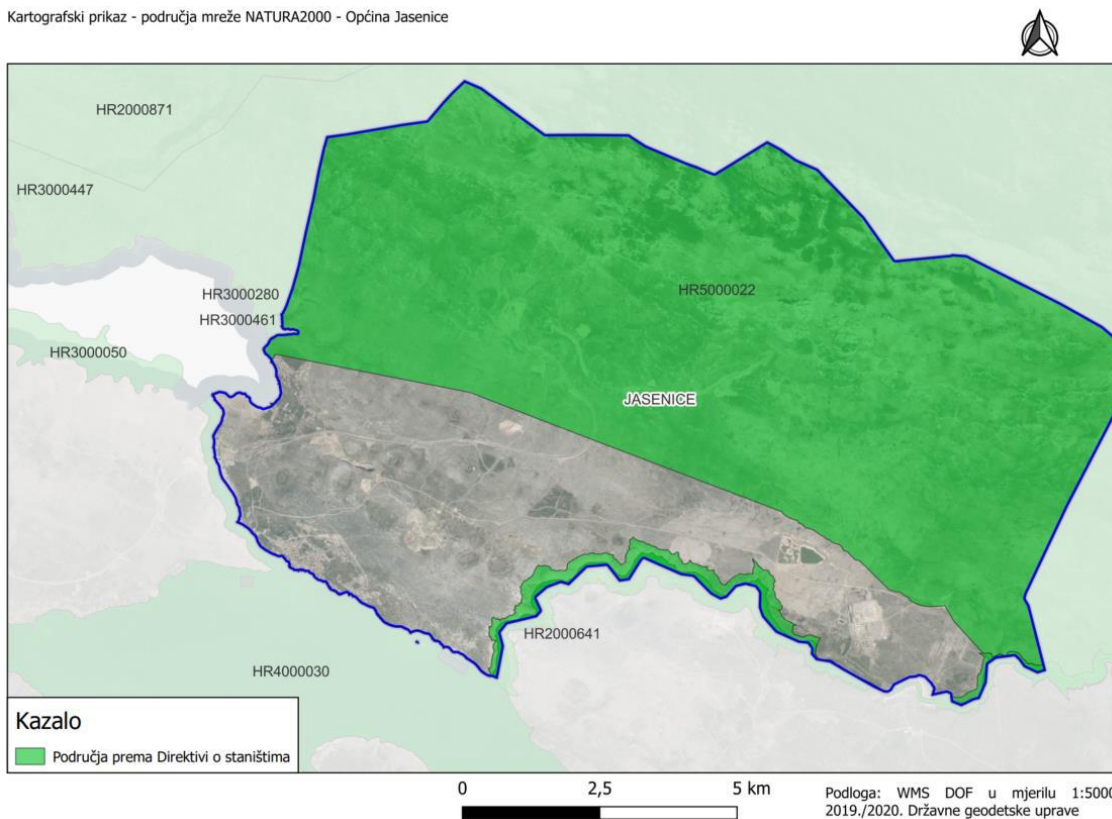 Kartografski prikaz - područja mreže NATURA2000 - Općina Jasenice
HR2000871
HR3000447
HR3000280
HR5000022
HR3000461
HR3000050
JASENICE
HR2000641
HR4000030
Kazalo
Područja prema Direktivi o staništima
0 2,5 5 km
Podloga: WMS DOF u mjerilu 1:5000
2019./2020. Državne geodetske uprave